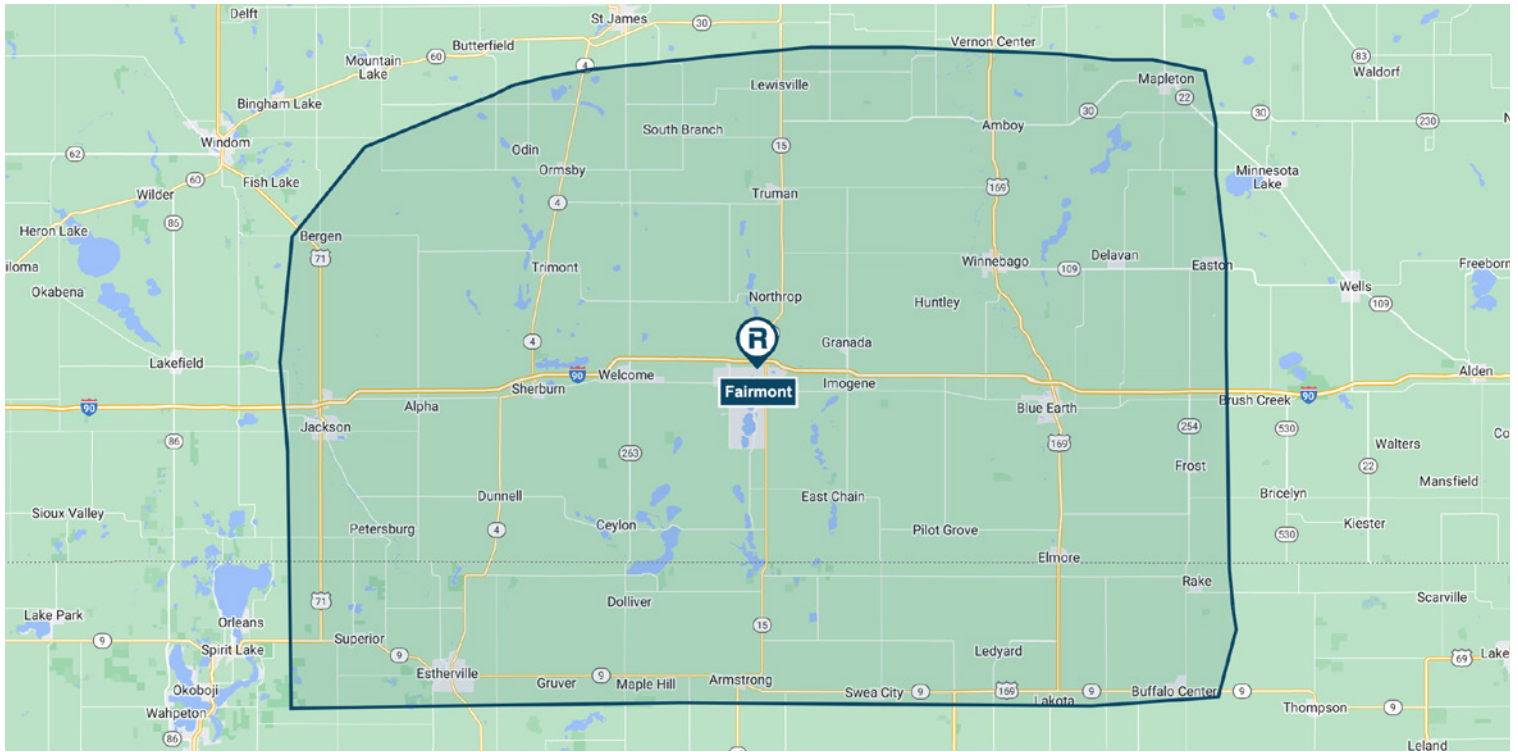 Delft
St James
30
Butterfield
Vernon Center
60
Mountain
Lake
4
83
Waldorf
Mapleton
22
Lewisville
Bingham Lake
30
30
230
Windom
South Branch
Amboy
62
Odin
15
Ormsby
Minnesota
Lake
60
Fish Lake
169
Wilder
Truman
4
86
Heron Lake
Bergen
71
Winnebago
Delavan
109
Easton
iloma
Trimont
Freeborn
Okabena
Wells
Northrop
Huntley
109
R
4
Granada
Lakefield
90
Welcome
Sherburn
Imogene
Alden
Fairmont
90
Brush Creek
90
Alpha
Blue Earth
Jackson
254
530
86
169
Walters
Co
263
22
Frost
Mansfield
Dunnell
East Chain
Bricelyn
Sioux Valley
Petersburg
4
Ceylon
Pilot Grove
Kiester
530
Elmore
Rake
71
Dolliver
Scarville
Lake Park
Orleans
15
9
Superior
Spirit Lake
9
Ledyard
69
Lake
Estherville
9
Gruver
Maple Hill
Armstrong
Okoboji
Swea City
9
169
Lakota
9
Buffalo Center
9
Wahpeton
Thompson
9
86
Leland